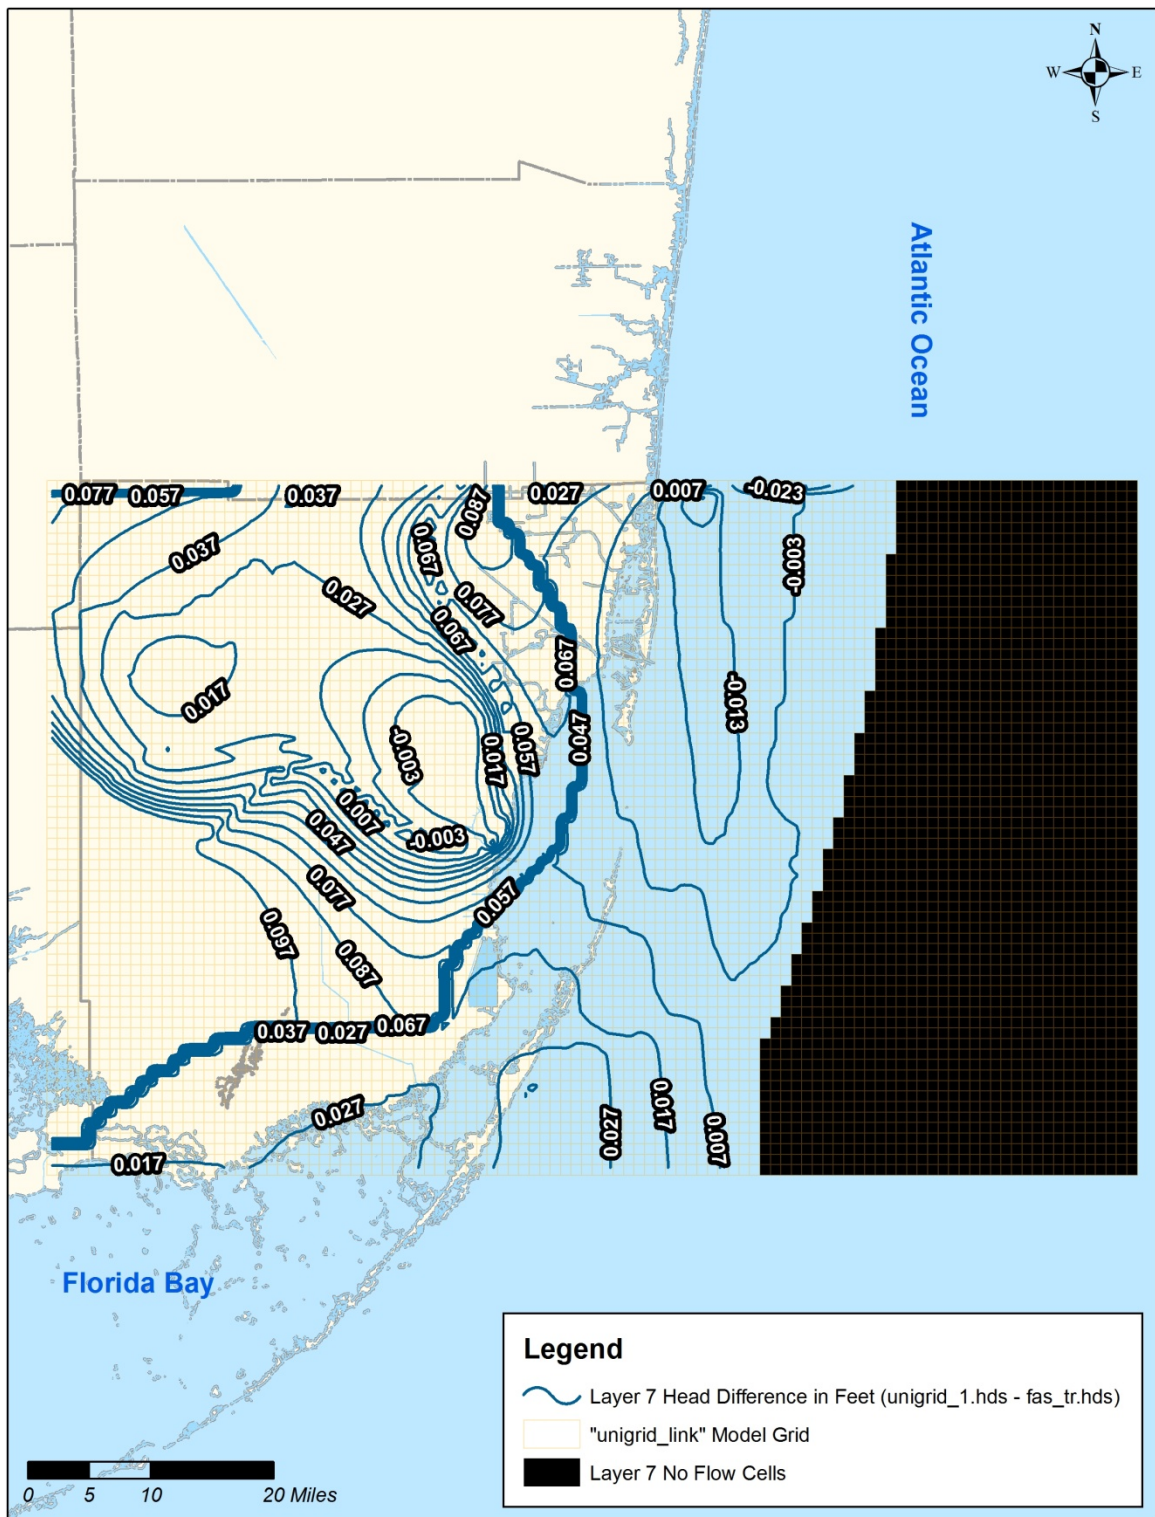 N
W E
S
Atlantic Ocean
0.077 0.057 0.037 0.087 0.027 0.007 -0.023
0.037
0.067
-0.003
0.027
0.077
0.067
0.067
0.017
-0.013
0.047
-0.003
0.017
0.057
0.007
-0.003
0.047
0.077
0.057
0.097
0.087
0.037 0.027 0.067
0.027
0.027
0.017
0.007
0.017
Florida Bay
Legend
Layer 7 Head Difference in Feet (unigrid_1.hds - fas_tr.hds)
"unigrid_link" Model Grid
Layer 7 No Flow Cells
0 5 10 20 Miles